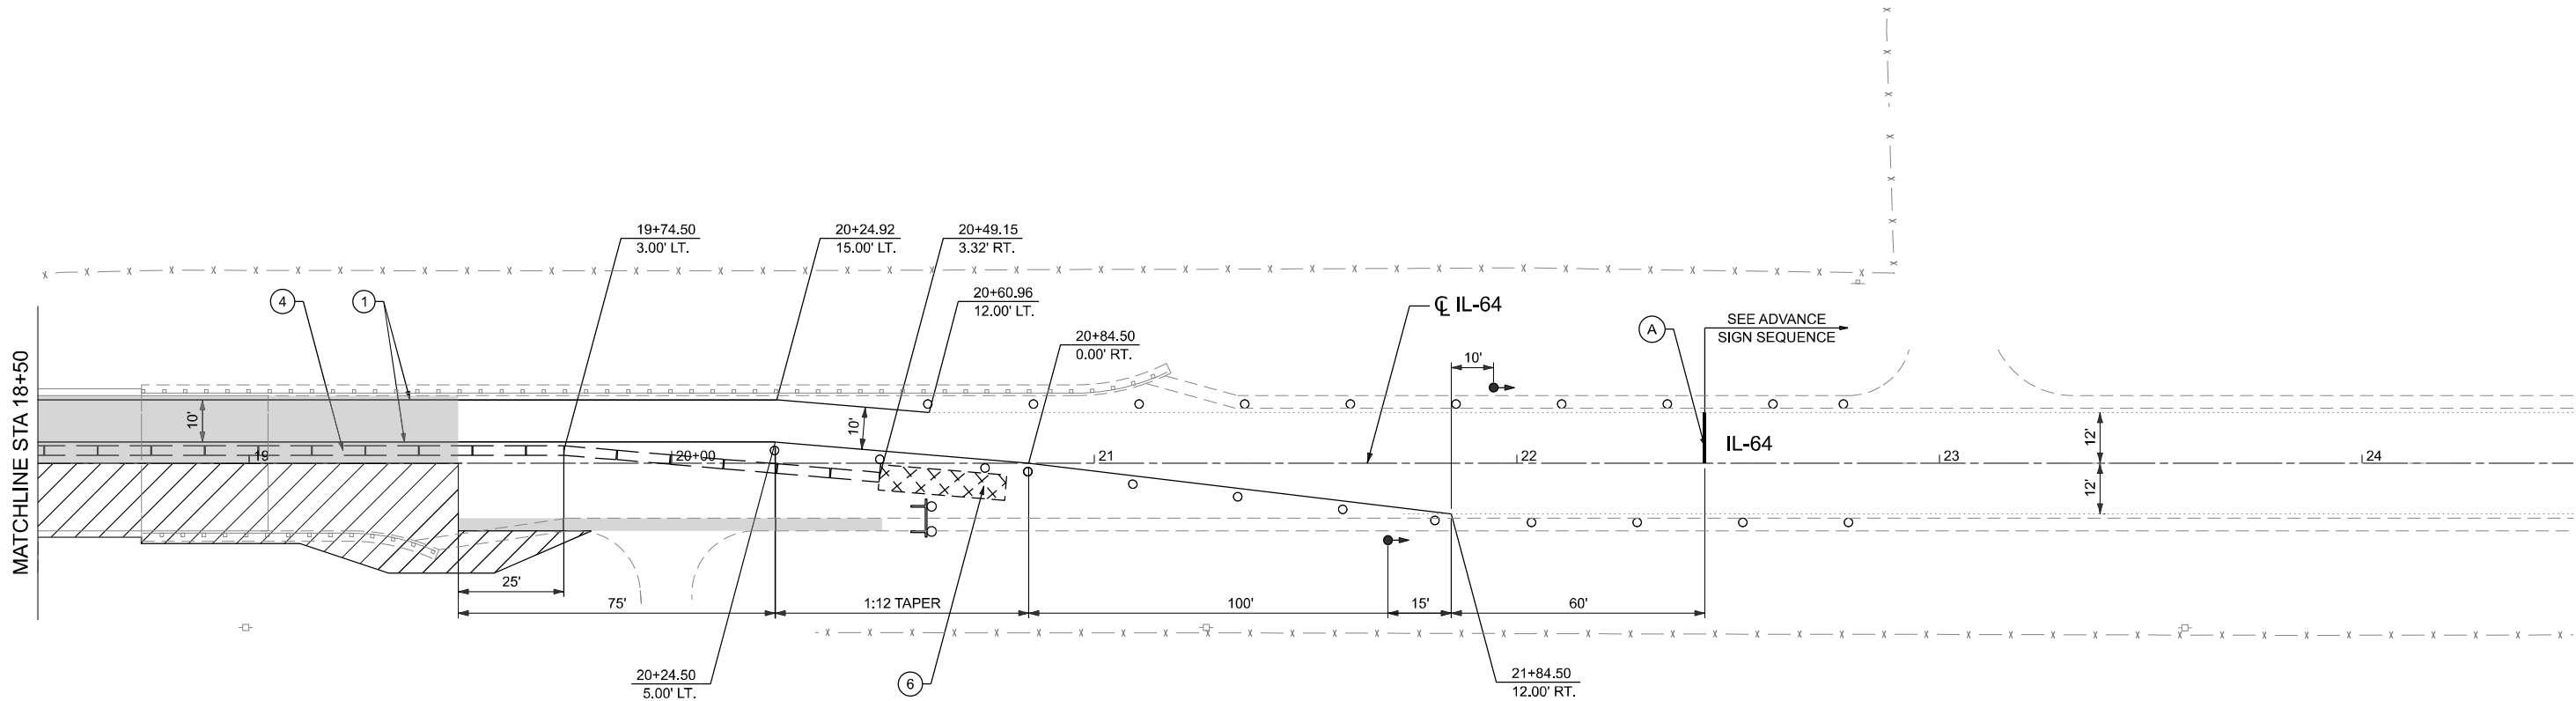 19+74.50
3.00' LT.
20+24.92
15.00' LT.
20+49.15
3.32' RT.
20+60.96
12.00' LT.
20+84.50
0.00' RT.
4
1
℄ IL-64
A
SEE ADVANCE
SIGN SEQUENCE
10'
10'
10'
MATCHLINE STA 18+50
19
20+00
21
22
IL-64
23
24
12'
12'
25'
75'
1:12 TAPER
100'
15'
60'
20+24.50
5.00' LT.
6
21+84.50
12.00' RT.